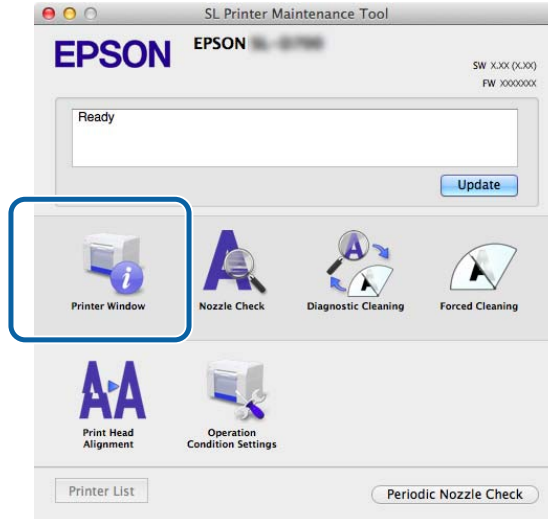 SL Printer Maintenance Tool
EPSON
EPSON
SW X.XX (X.XX)
FW XXXXXXX
Ready
Update
Printer Window
Nozzle Check
Diagnostic Cleaning
Forced Cleaning
Print Head
Alignment
Operation
Condition Settings
Printer List
Periodic Nozzle Check